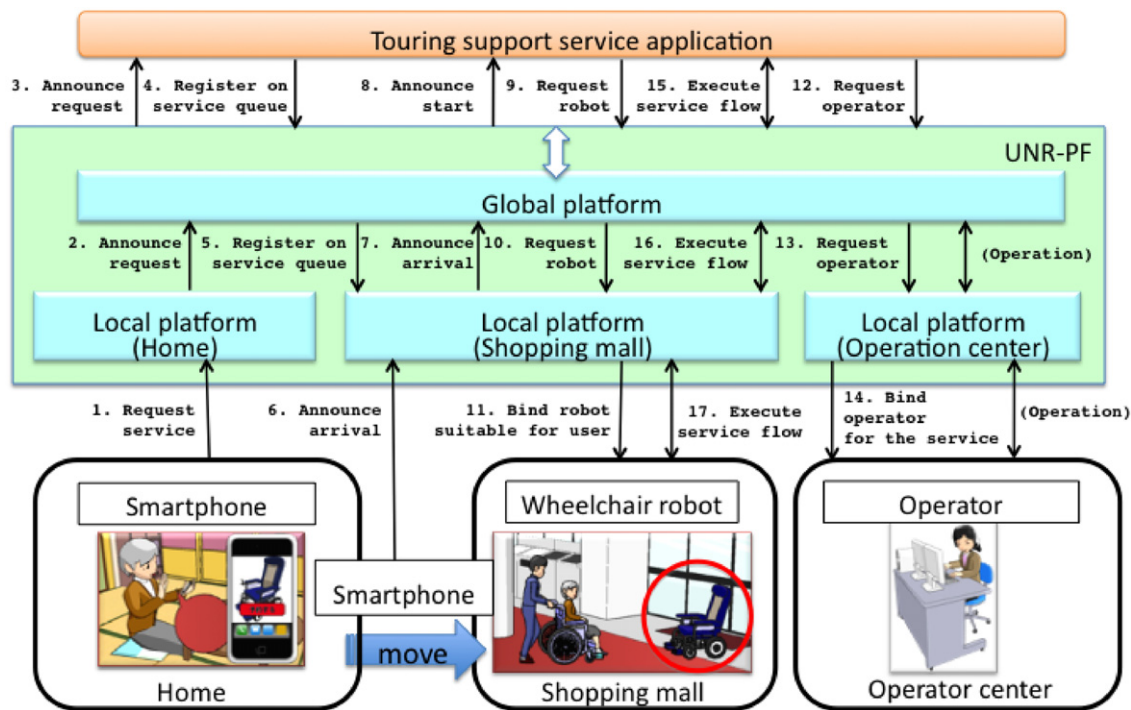 Touring support service application
3. Announce
request
4. Register on
service queue
8. Announce
start
9. Request
robot
15. Execute
service flow
12. Request
operator
UNR-PF
Global platform
2. Announce
request
5. Register on
service queue
7. Announce
arrival
10. Request
robot
16. Execute
service flow
13. Request
operator
(Operation)
Local platform
(Home)
Local platform
(Shopping mall)
Local platform
(Operation center)
1. Request
service
6. Announce
arrival
11. Bind robot
suitable for user
17. Execute
service flow
14. Bind
operator
for the service
(Operation)
Smartphone
Wheelchair robot
Operator
Smartphone
move
Home
Shopping mall
Operator center